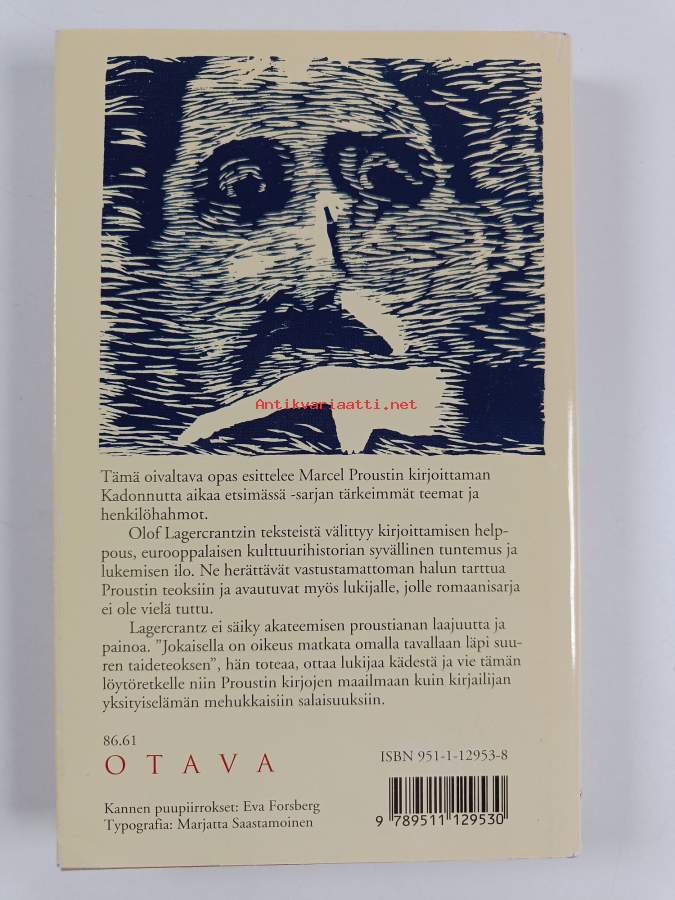 Antikvariaatti.net
Tämä oivaltava opas esittelee Marcel Proustin kirjoittaman
Kadonnutta aikaa etsimässä -sarjan tärkeimmät teemat ja
henkilöhahmot.
Olof Lagercrantzin teksteistä välittyy kirjoittamisen help-
pous, eurooppalaisen kulttuurihistorian syvällinen tuntemus ja
lukemisen ilo. Ne herättävät vastustamattoman halun tarttua
Proustin teoksiin ja avautuvat myös lukijalle, jolle romaanisarja
ei ole vielä tuttu.
Lagercrantz ei säiky akateemisen proustianan laajuutta ja
painoa. ”Jokaisella on oikeus matkata omalla tavallaan läpi suu-
ren taideteoksen”, hän toteaa, ottaa lukijaa kädestä ja vie tämän
löytöretkelle niin Proustin kirjojen maailmaan kuin kirjailijan
yksityiselämän mehukkaisiin salaisuuksiin.
86.61
OTAVA
ISBN 951-1-12953-8
Kannen puupiirrokset: Eva Forsberg
Typografia: Marjatta Saastamoinen
9 789511 129530